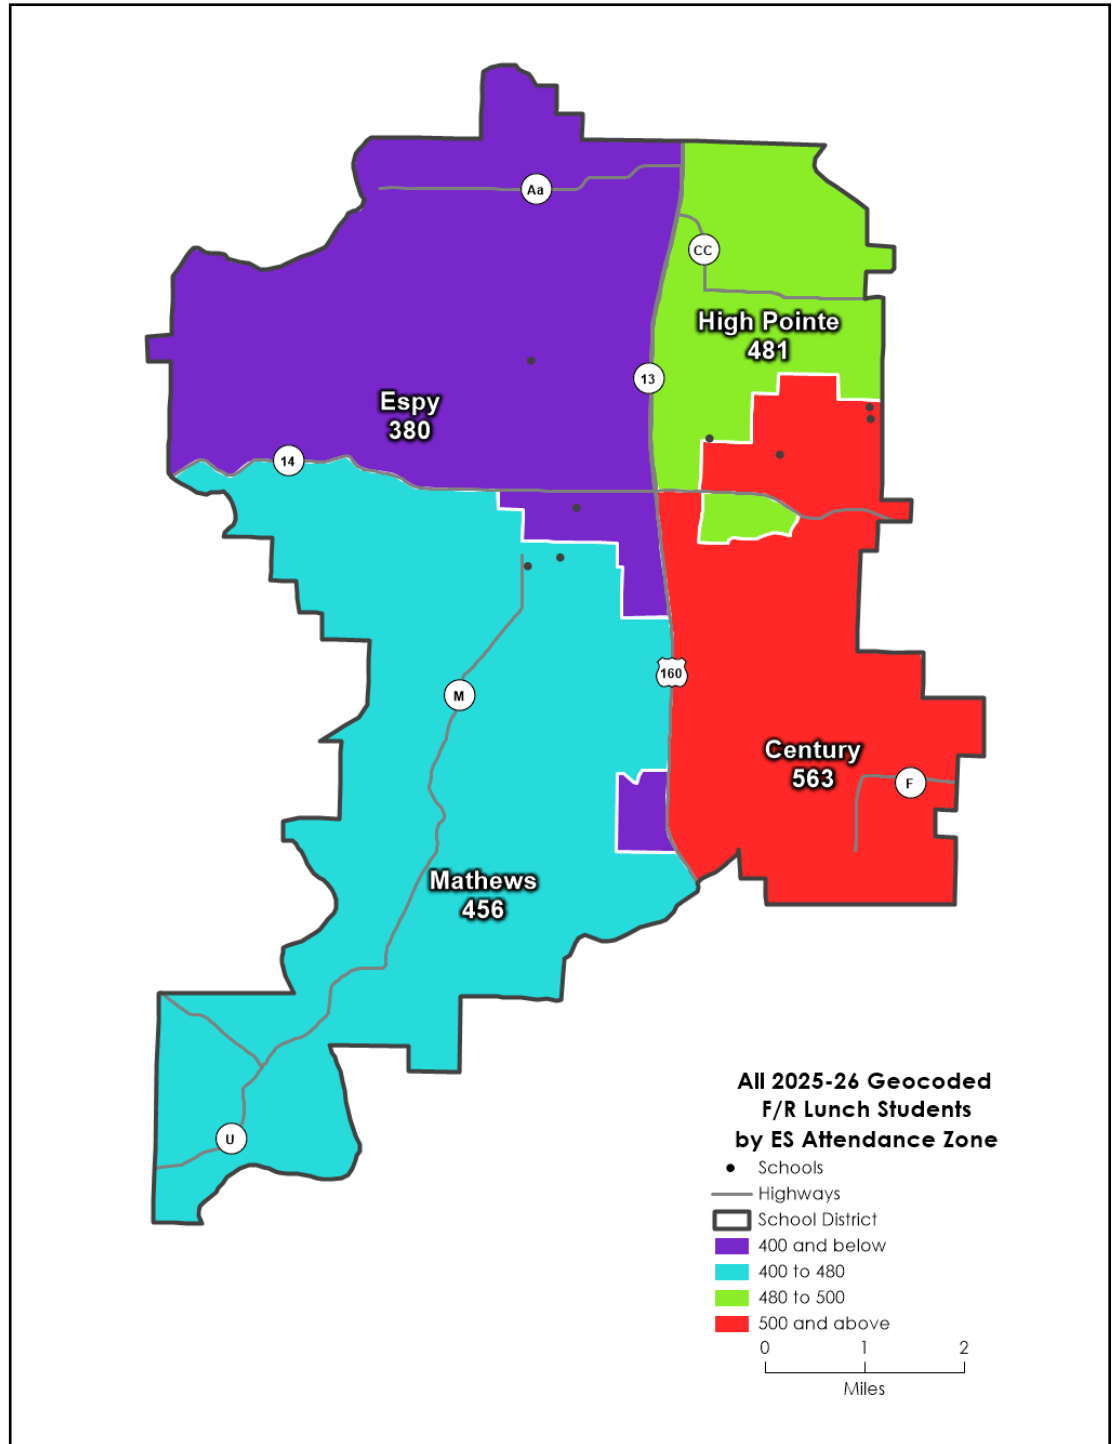 Aa
CC
High Pointe
481
13
Espy
380
14
160
M
Century
563
F
Mathews
456
U
All 2025-26 Geocoded
F/R Lunch Students
by ES Attendance Zone
Schools
Highways
School District
400 and below
400 to 480
480 to 500
500 and above
0 1 2
Miles